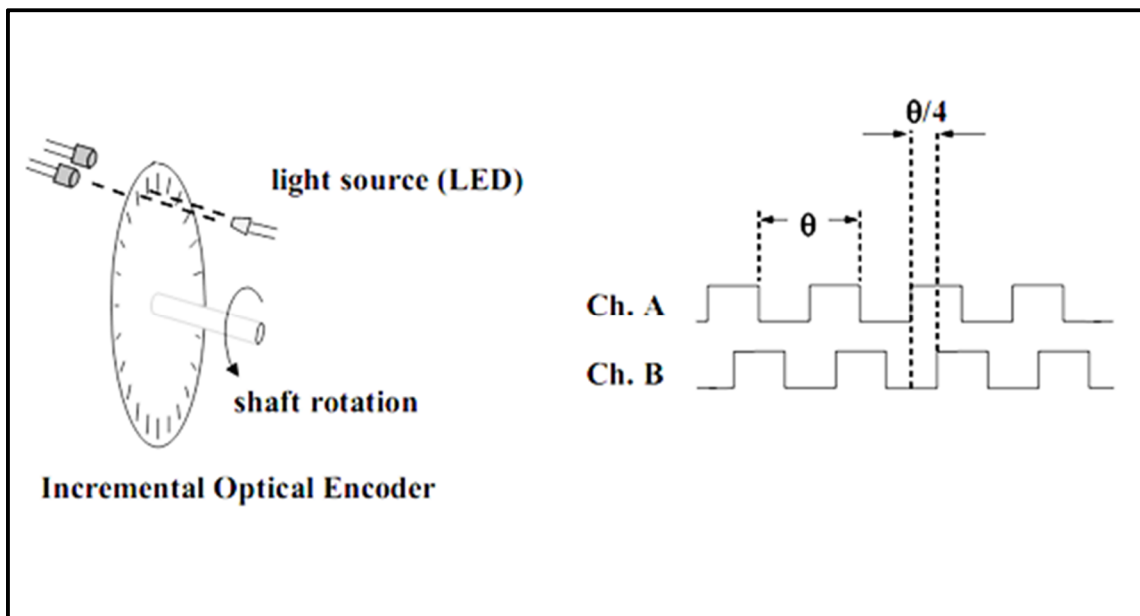 light source (LED)
shaft rotation
Incremental Optical Encoder
θ/4
θ
Ch. A
Ch. B